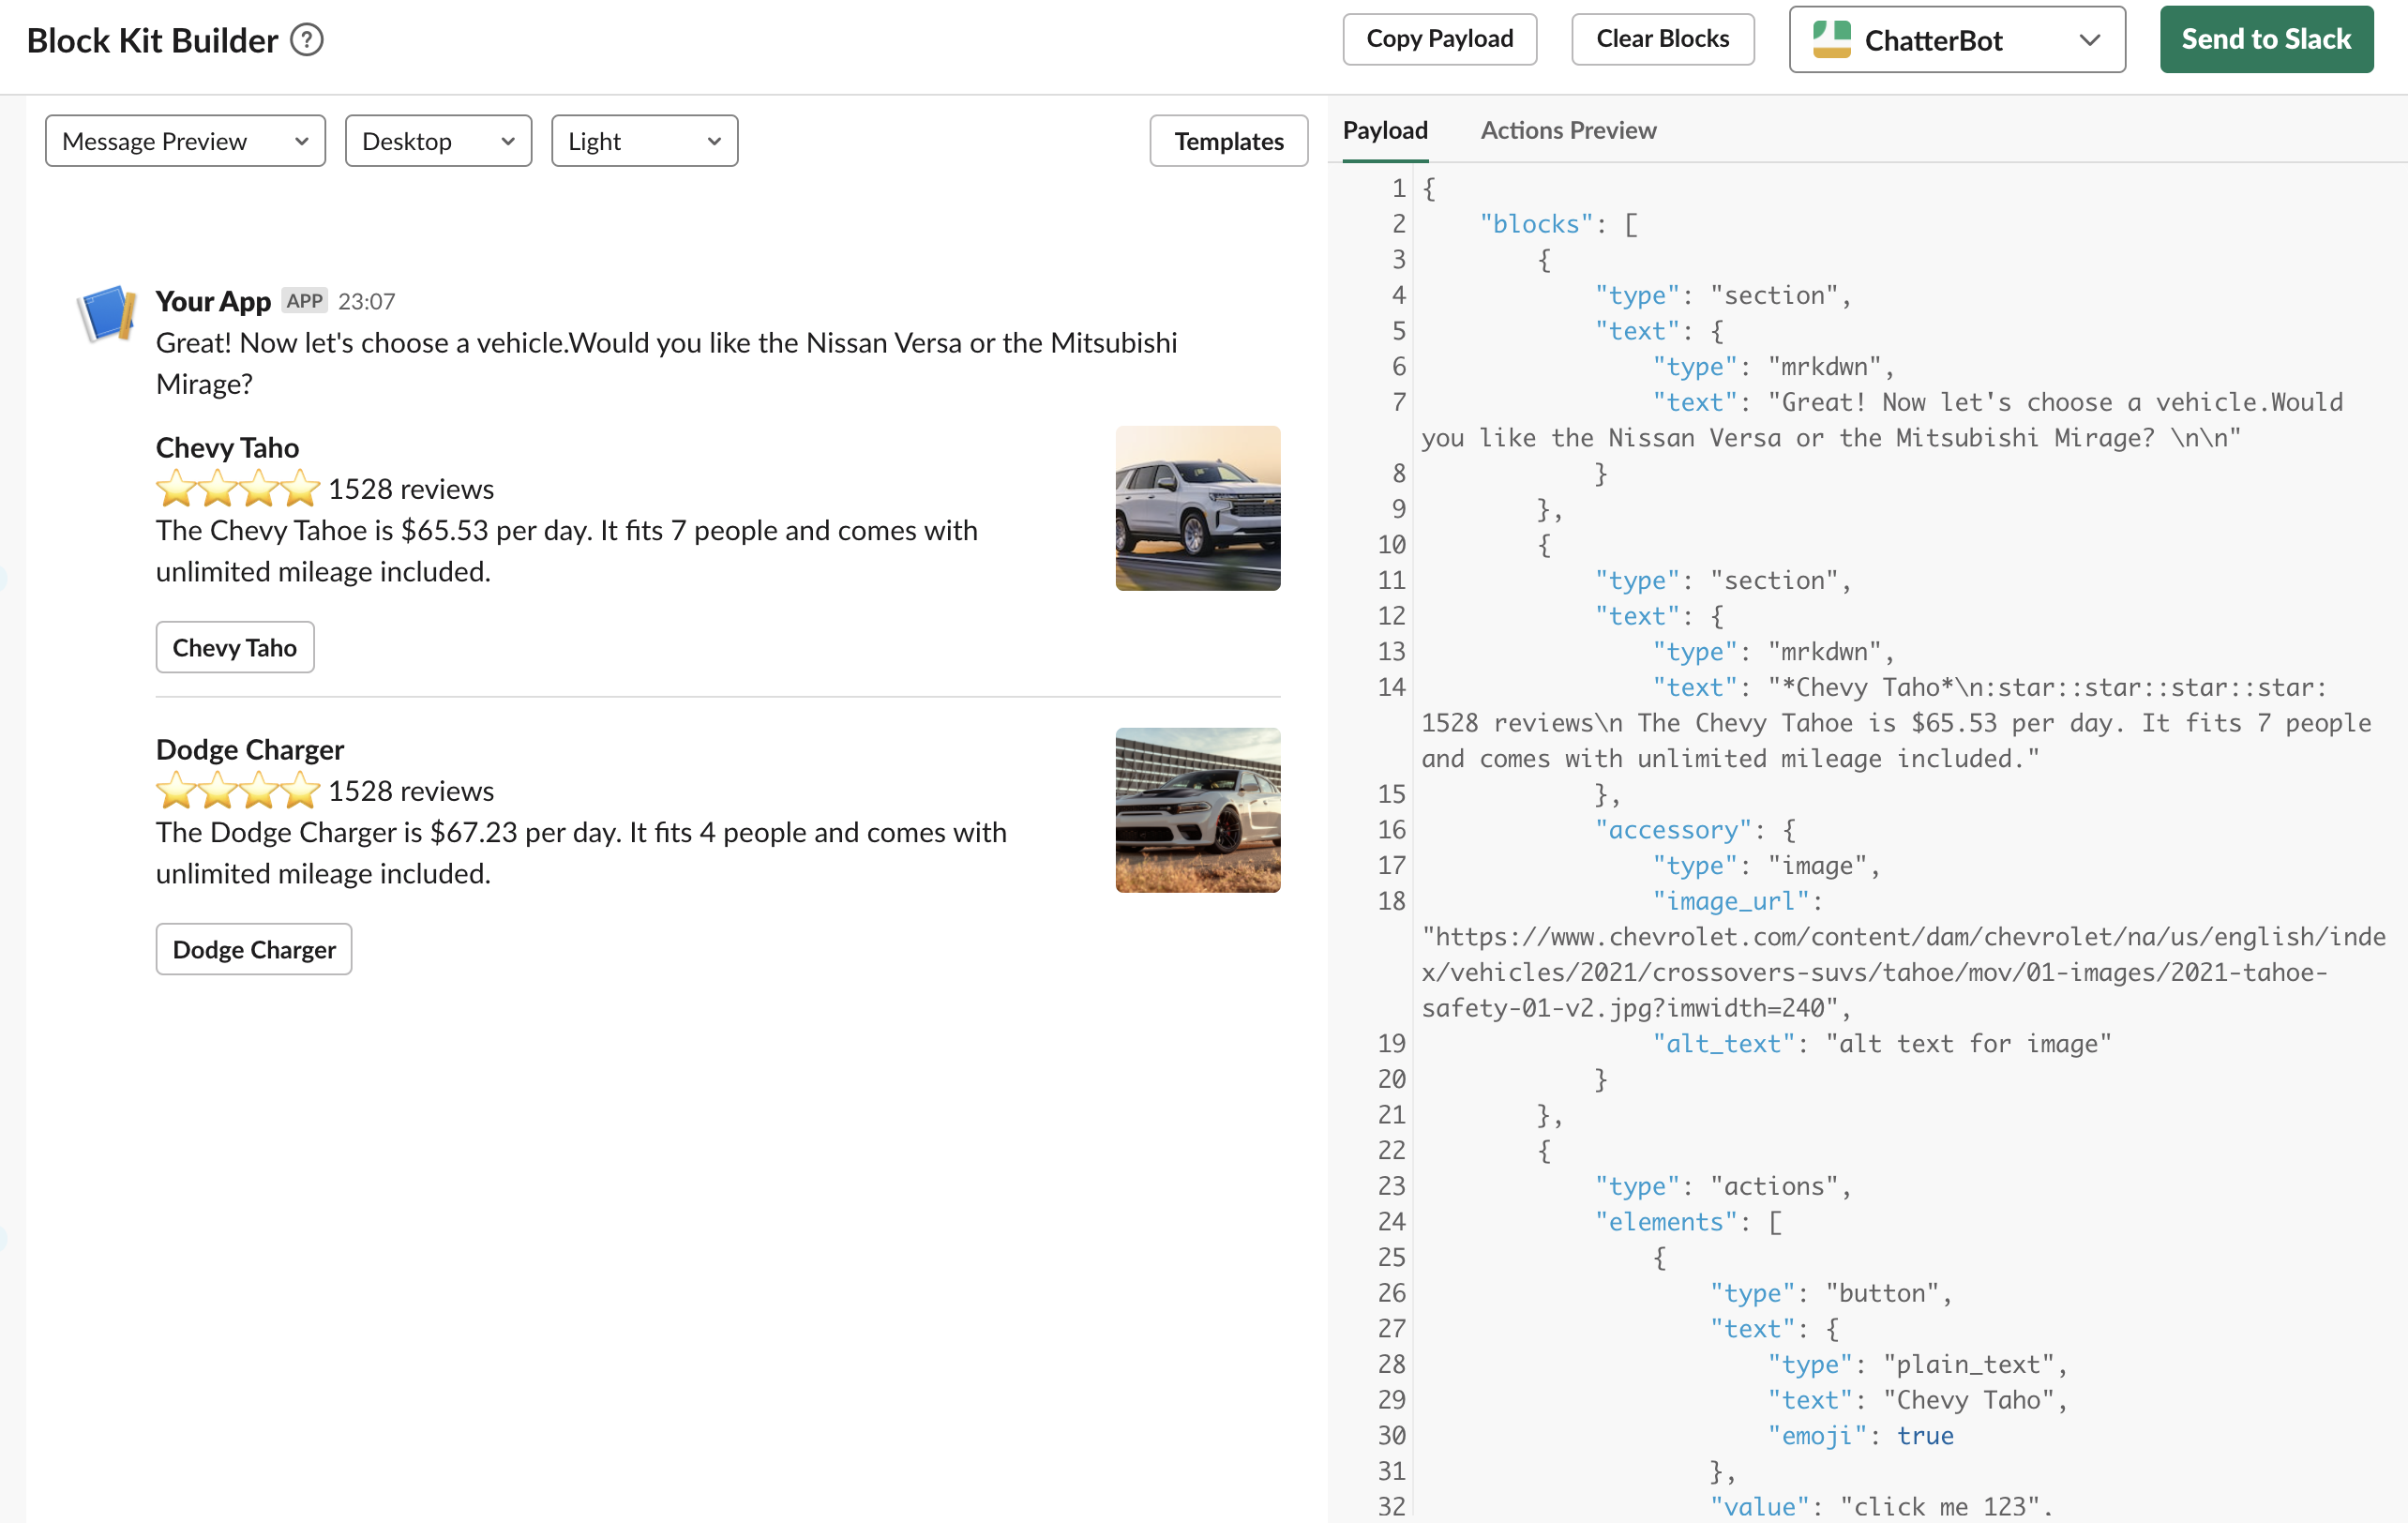 Block Kit Builder ?
Copy Payload
Clear Blocks
ChatterBot
Send to Slack
Message Preview
Desktop
Light
Templates
Your App APP 23:07
Great! Now let's choose a vehicle.Would you like the Nissan Versa or the Mitsubishi
Mirage?
Chevy Taho
1528 reviews
The Chevy Tahoe is $65.53 per day. It fits 7 people and comes with
unlimited mileage included.
Chevy Taho
Dodge Charger
1528 reviews
The Dodge Charger is $67.23 per day. It fits 4 people and comes with
unlimited mileage included.
Dodge Charger
Payload
Actions Preview
1 {
2 "blocks": [
3 {
4 "type": "section",
5 "text": {
6 "type": "mrkdwn",
7 "text": "Great! Now let's choose a vehicle.Would
you like the Nissan Versa or the Mitsubishi Mirage? \n\n"
8 }
9 },
10 {
11 "type": "section",
12 "text": {
13 "type": "mrkdwn",
14 "text": "*Chevy Taho*\n:star::star::star::star:
1528 reviews\n The Chevy Tahoe is $65.53 per day. It fits 7 people
and comes with unlimited mileage included."
15 },
16 "accessory": {
17 "type": "image",
18 "image_url":
"https://www.chevrolet.com/content/dam/chevrolet/na/us/english/inde
x/vehicles/2021/crossovers-suvs/tahoe/mov/01-images/2021-tahoe-
safety-01-v2.jpg?imwidth=240",
19 "alt_text": "alt text for image"
20 }
21 },
22 {
23 "type": "actions",
24 "elements": [
25 {
26 "type": "button",
27 "text": {
28 "type": "plain_text",
29 "text": "Chevy Taho",
30 "emoji": true
31 },
32 "value": "click me 123".